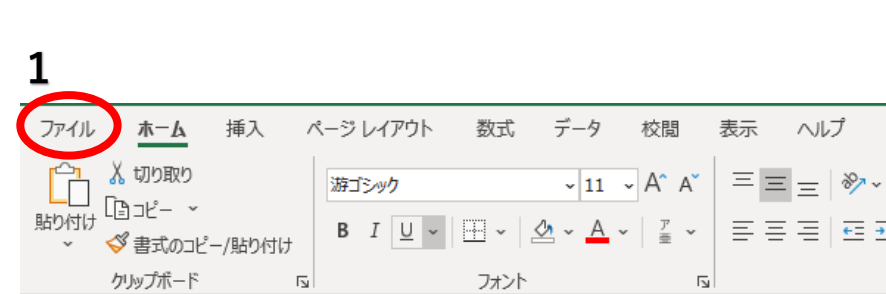 1
ファイル ホーム 挿入 ページ レイアウト 数式 データ 校閲 表示 ヘルプ
切り取り
コピー
書式のコピー/貼り付け
貼り付け
クリップボード
游ゴシック 11 A A
B I U A ア亜
フォント